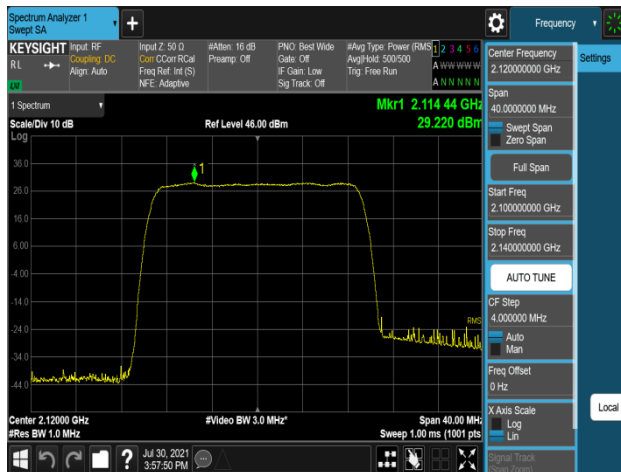 Spectrum Analyzer 1
Swept SA
Frequency
KEYSIGHT
RL
Input: RF
Coupling: DC
Align: Auto
Input Z: 50 Ω
Corr CCorr RCal
Freq Ref: Int (S)
NFE: Adaptive
#Atten: 16 dB
Preamp: Off
PNO: Best Wide
Gate: Off
IF Gain: Low
Sig Track: Off
#Avg Type: Power (RMS
Avg|Hold: 500/500
Trig: Free Run
1 2 3 4 5 6
A W W W W W
A N N N N N
1 Spectrum
Scale/Div 10 dB
Log
Ref Level 46.00 dBm
Mkr1 2.114 44 GHz
29.220 dBm
1
36.0
26.0
16.0
6.00
-4.00
-14.0
-24.0
-34.0
-44.0
RMS
Center 2.12000 GHz
#Res BW 1.0 MHz
#Video BW 3.0 MHz*
Span 40.00 MHz
Sweep 1.00 ms (1001 pts)
Jul 30, 2021
3:57:50 PM
Center Frequency
2.120000000 GHz
Settings
Span
40.0000000 MHz
Swept Span
Zero Span
Full Span
Start Freq
2.100000000 GHz
Stop Freq
2.140000000 GHz
AUTO TUNE
CF Step
4.000000 MHz
Auto
Man
Freq Offset
0 Hz
X Axis Scale
Log
Lin
Local
Signal Track
(Span Zoom)